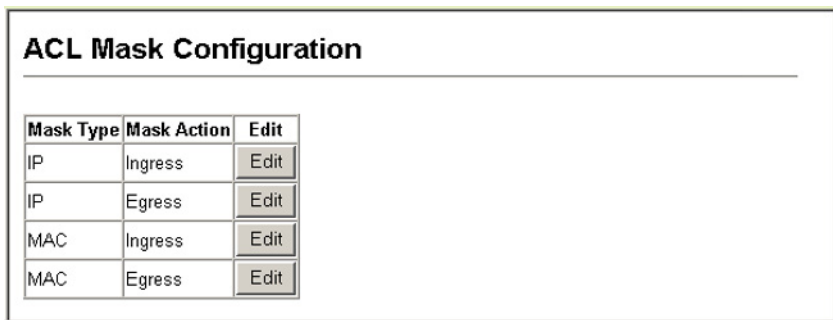 ACL Mask Configuration
Mask Type Mask Action Edit
IP Ingress Edit
IP Egress Edit
MAC Ingress Edit
MAC Egress Edit